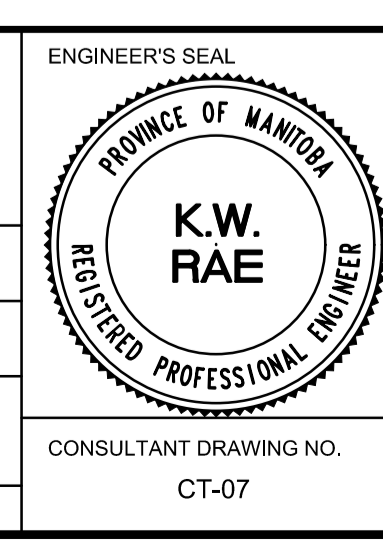 ENGINEER'S SEAL
PROVINCE OF MANITOBA
K.W.
RAE
REGISTERED PROFESSIONAL ENGINEER
CONSULTANT DRAWING NO.
CT-07